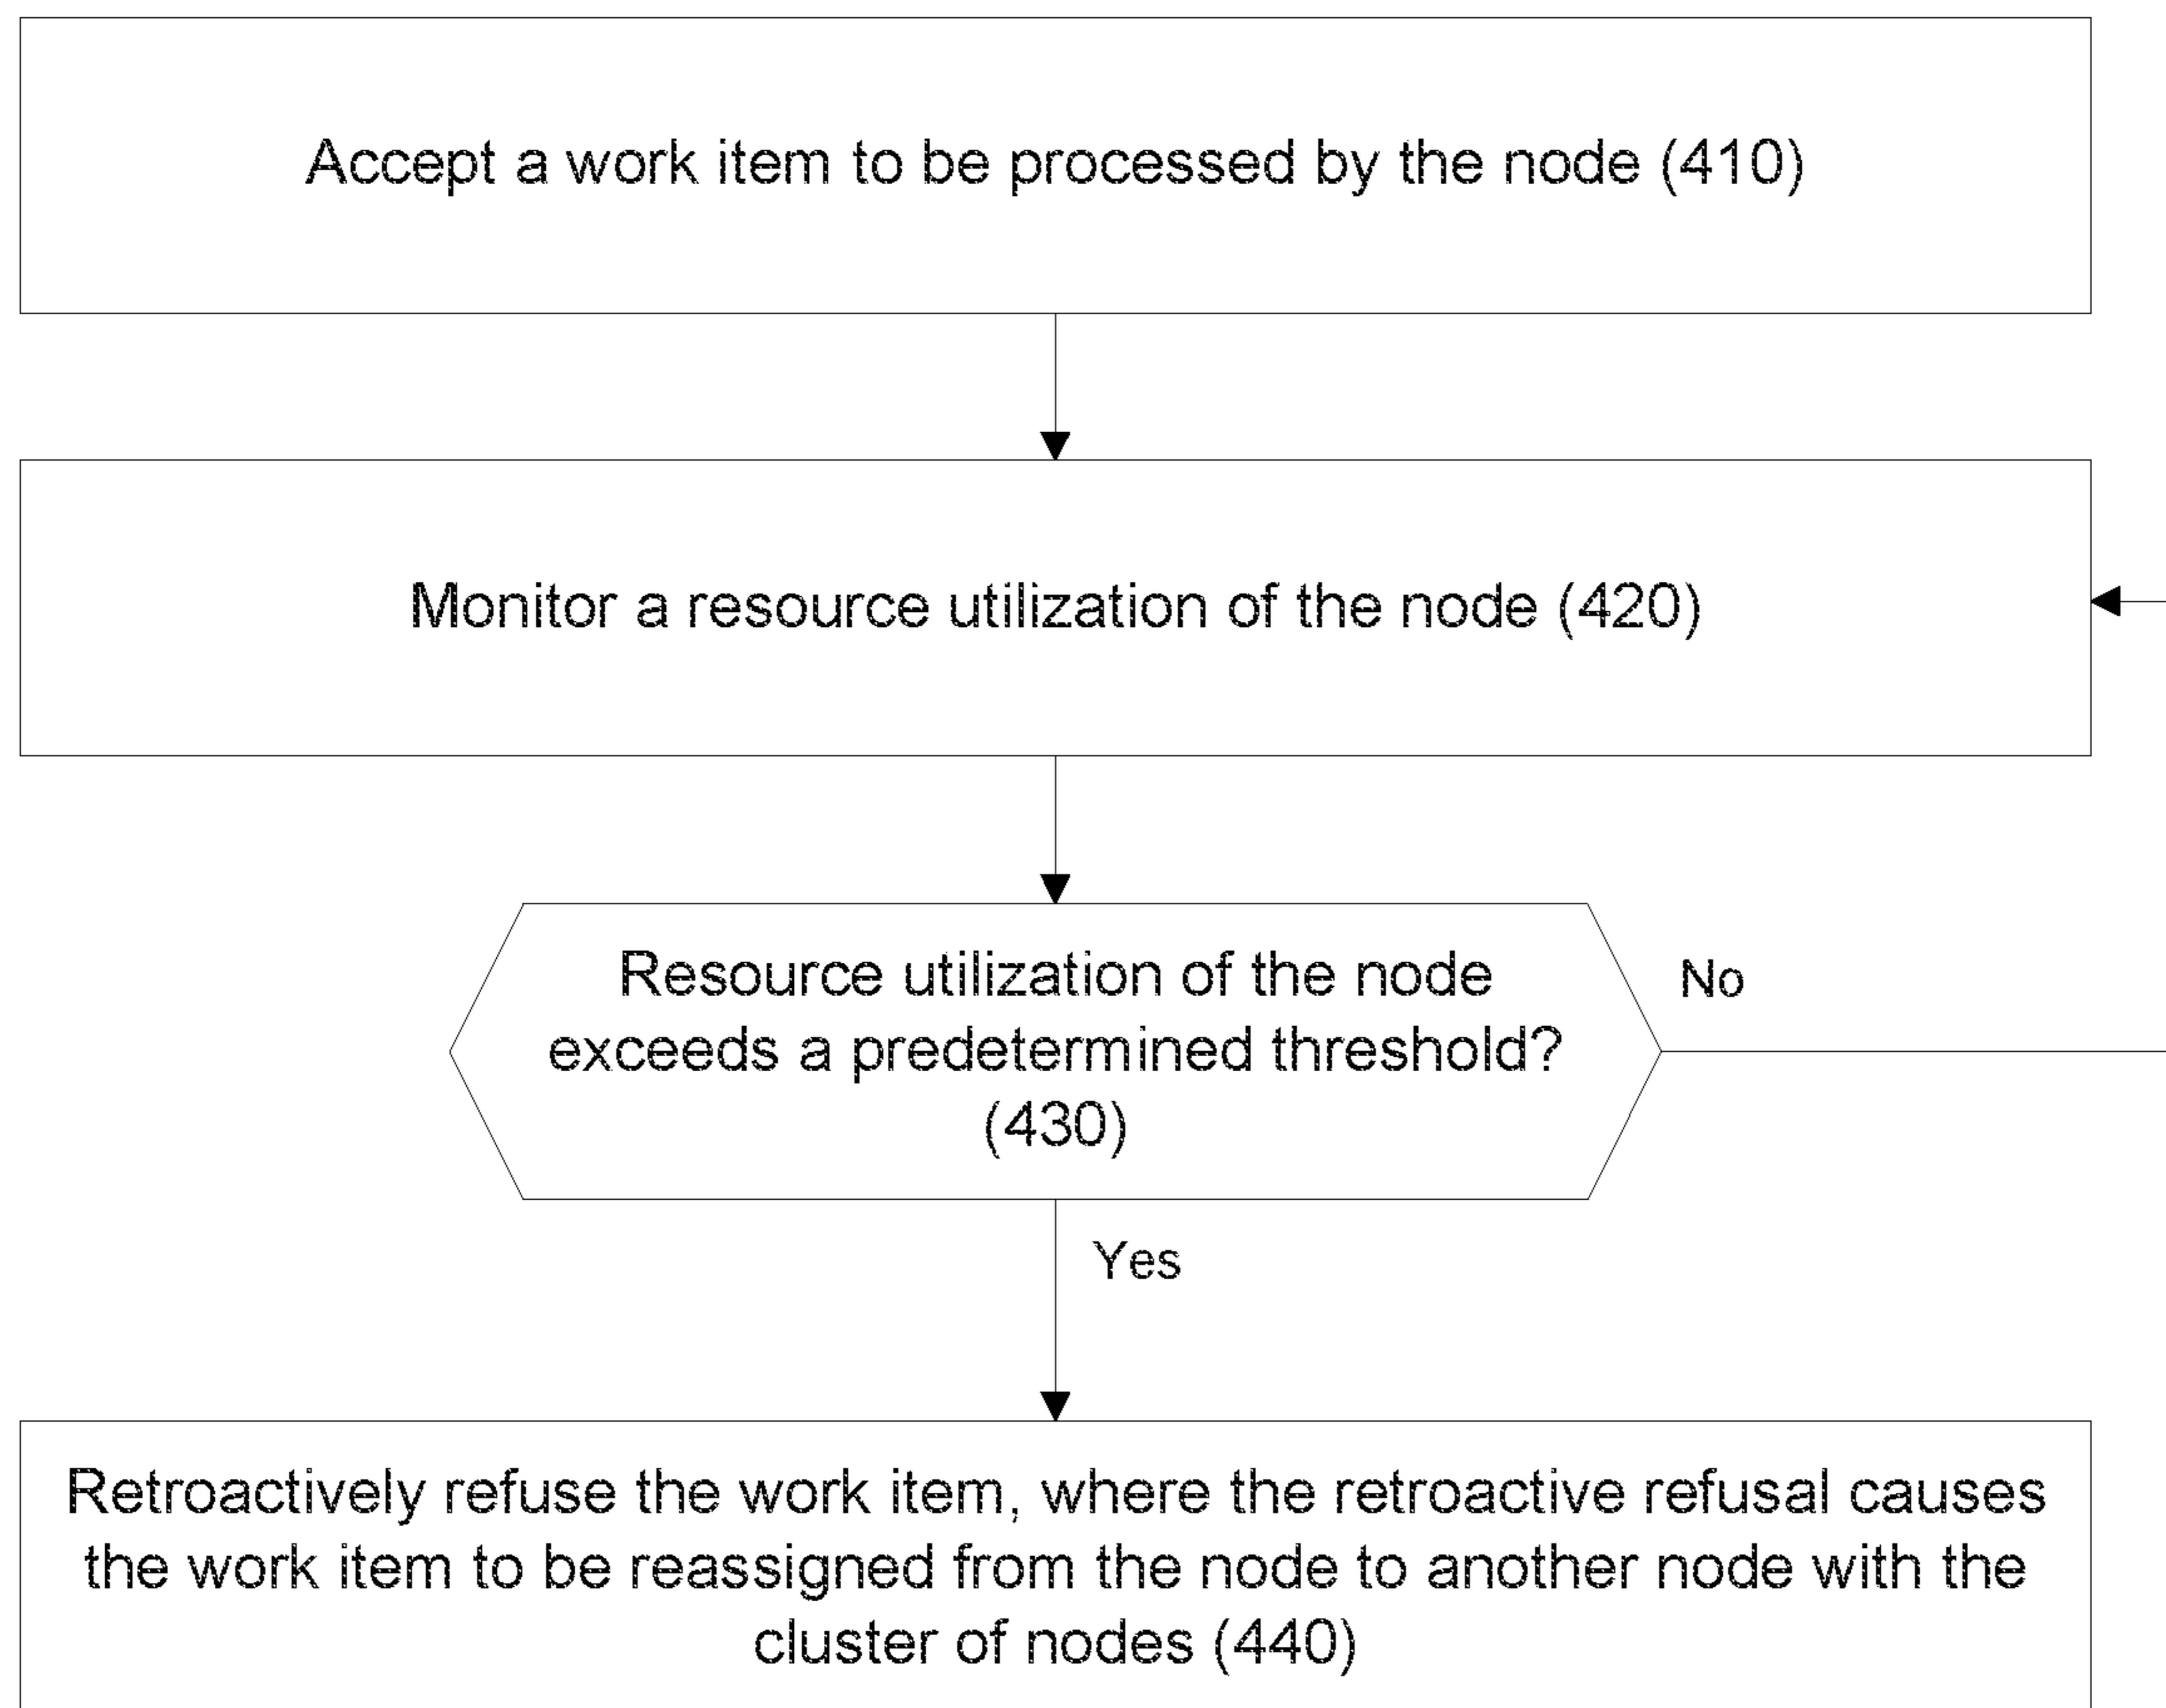 Accept a work item to be processed by the node (410)
Monitor a resource utilization of the node (420)
Resource utilization of the node
exceeds a predetermined threshold?
(430)
No
Yes
Retroactively refuse the work item, where the retroactive refusal causes
the work item to be reassigned from the node to another node with the
cluster of nodes (440)